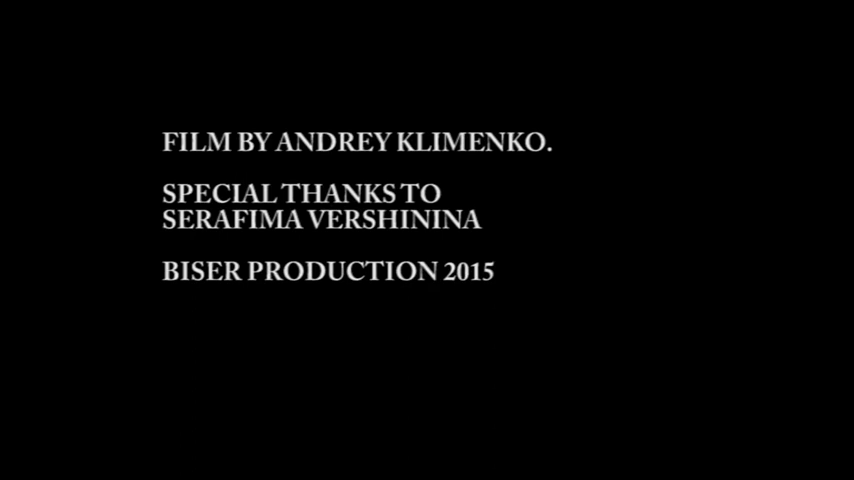 FILM BY ANDREY KLIMENKO.
SPECIAL THANKS TO
SERAFIMA VERSHININA
BISER PRODUCTION 2015